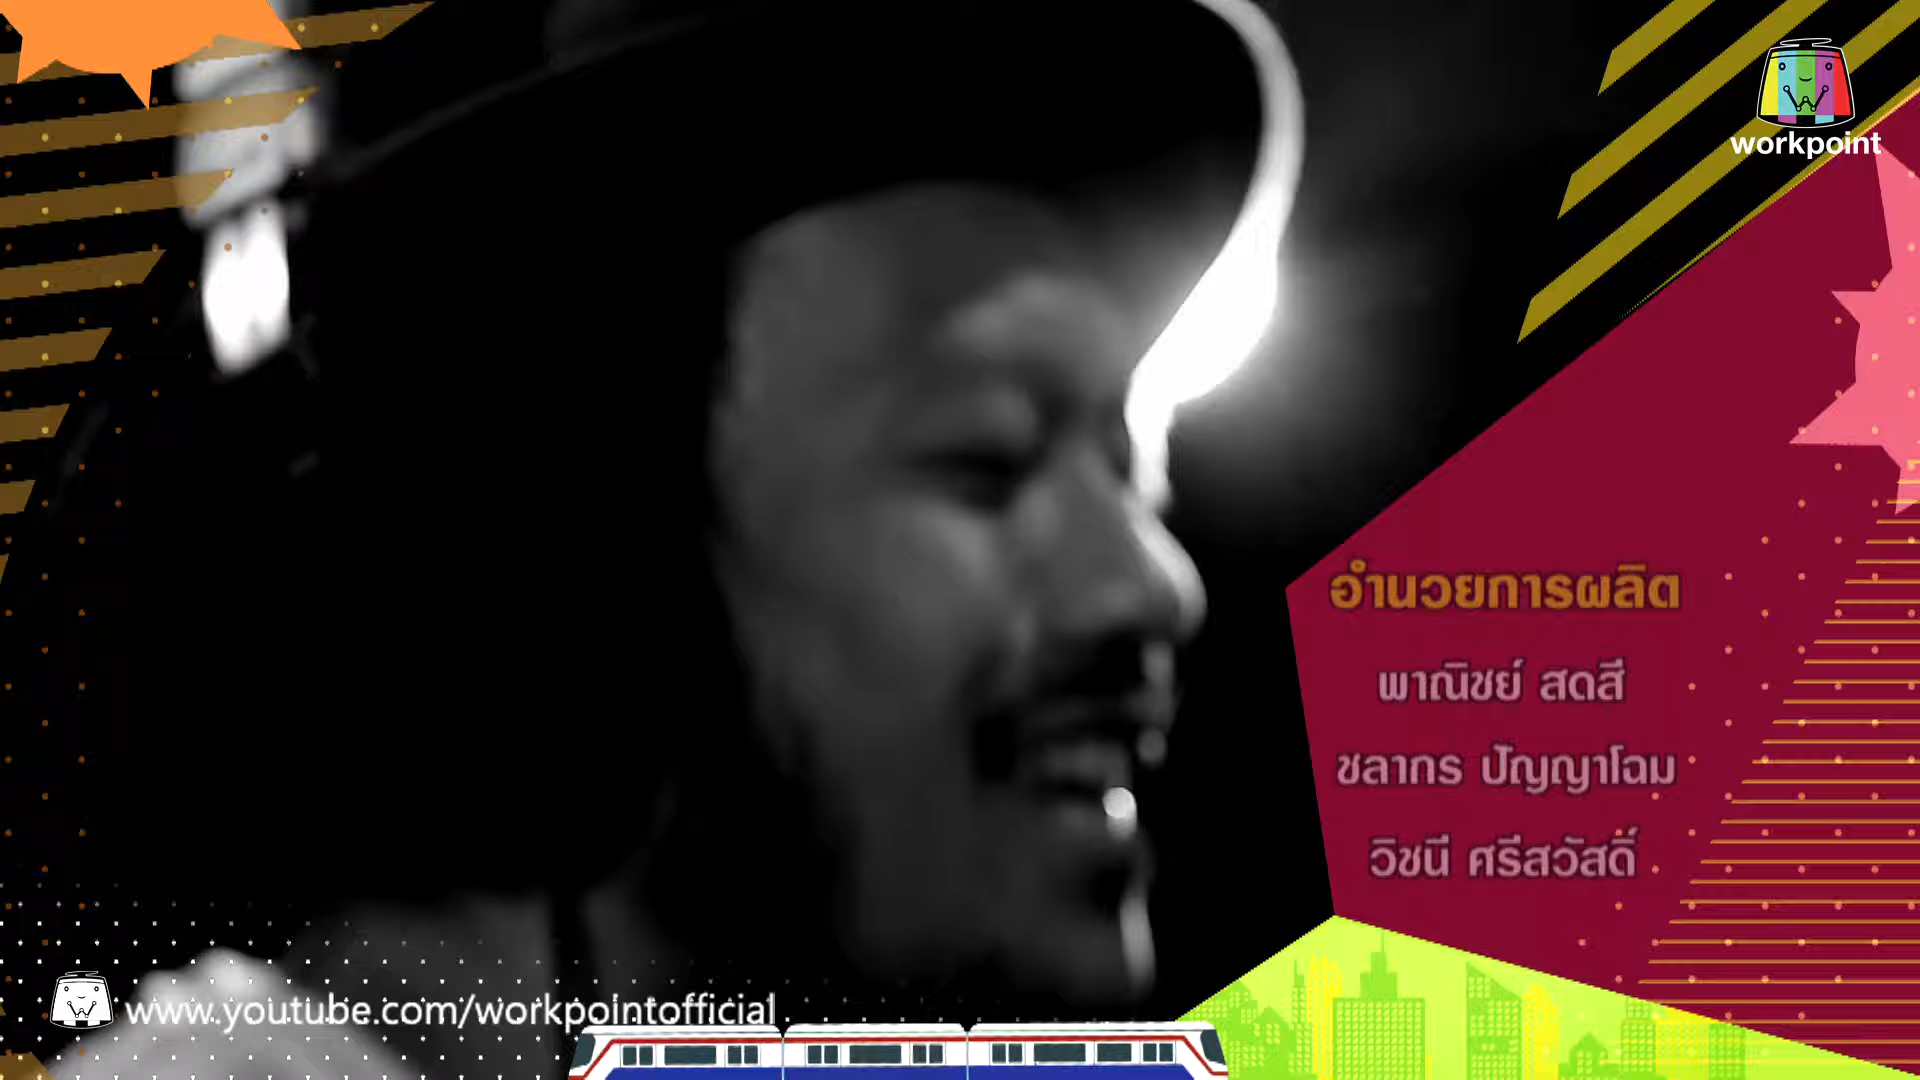 workpoint
อำนวยการผลิต
พาณิชย์ สดสี
ชลากร ปัญญาโฉม
วิชนี ศรีสวัสดิ์
www.youtube.com/workpointofficial